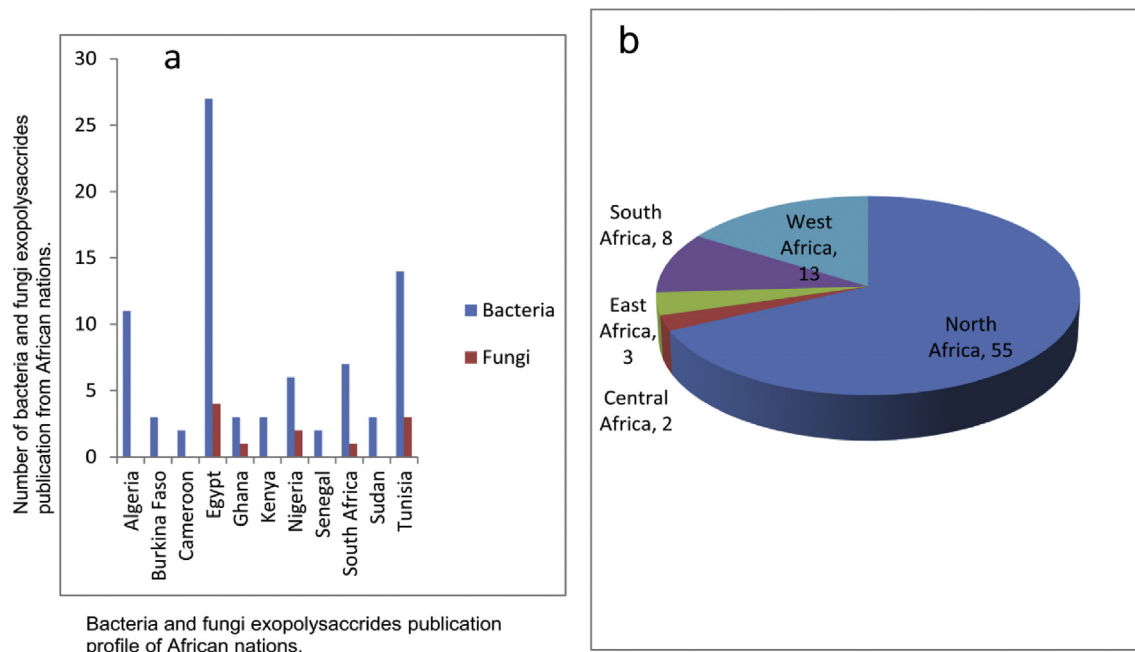 a
30
25
20
15
10
5
0
Number of bacteria and fungi exopolysaccrides
publication from African nations.
Bacteria
Fungi
Algeria
Burkina Faso
Cameroon
Egypt
Ghana
Kenya
Nigeria
Senegal
South Africa
Sudan
Tunisia
Bacteria and fungi exopolysaccrides publication
profile of African nations.
b
South
Africa, 8
West
Africa,
13
East
Africa,
3
North
Africa, 55
Central
Africa, 2